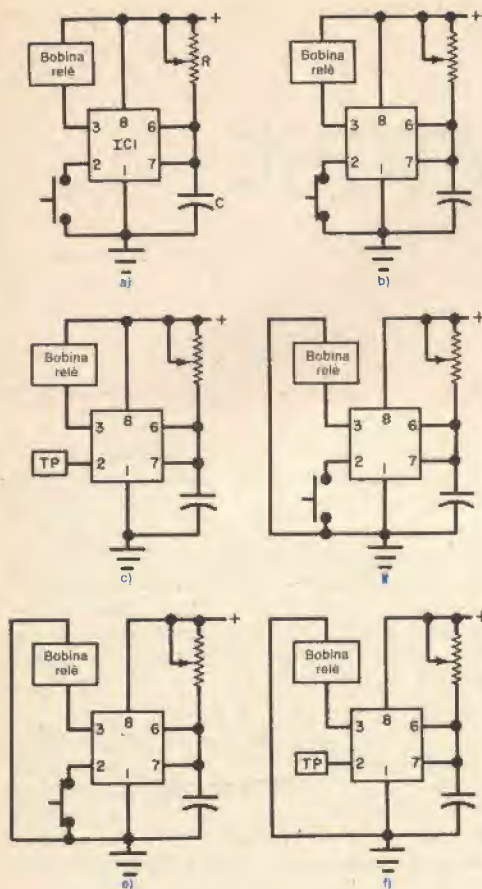 +
Bobina
relè
R
8
3
6
IC1
2
7
1
C
a)
+
Bobina
relè
8
3
6
2
7
1
b)
+
Bobina
relè
8
3
6
TP
2
7
1
c)
+
Bobina
relè
8
3
6
2
7
1
+
Bobina
relè
8
3
6
2
7
1
e)
+
Bobina
relè
8
3
6
TP
2
7
1
f)